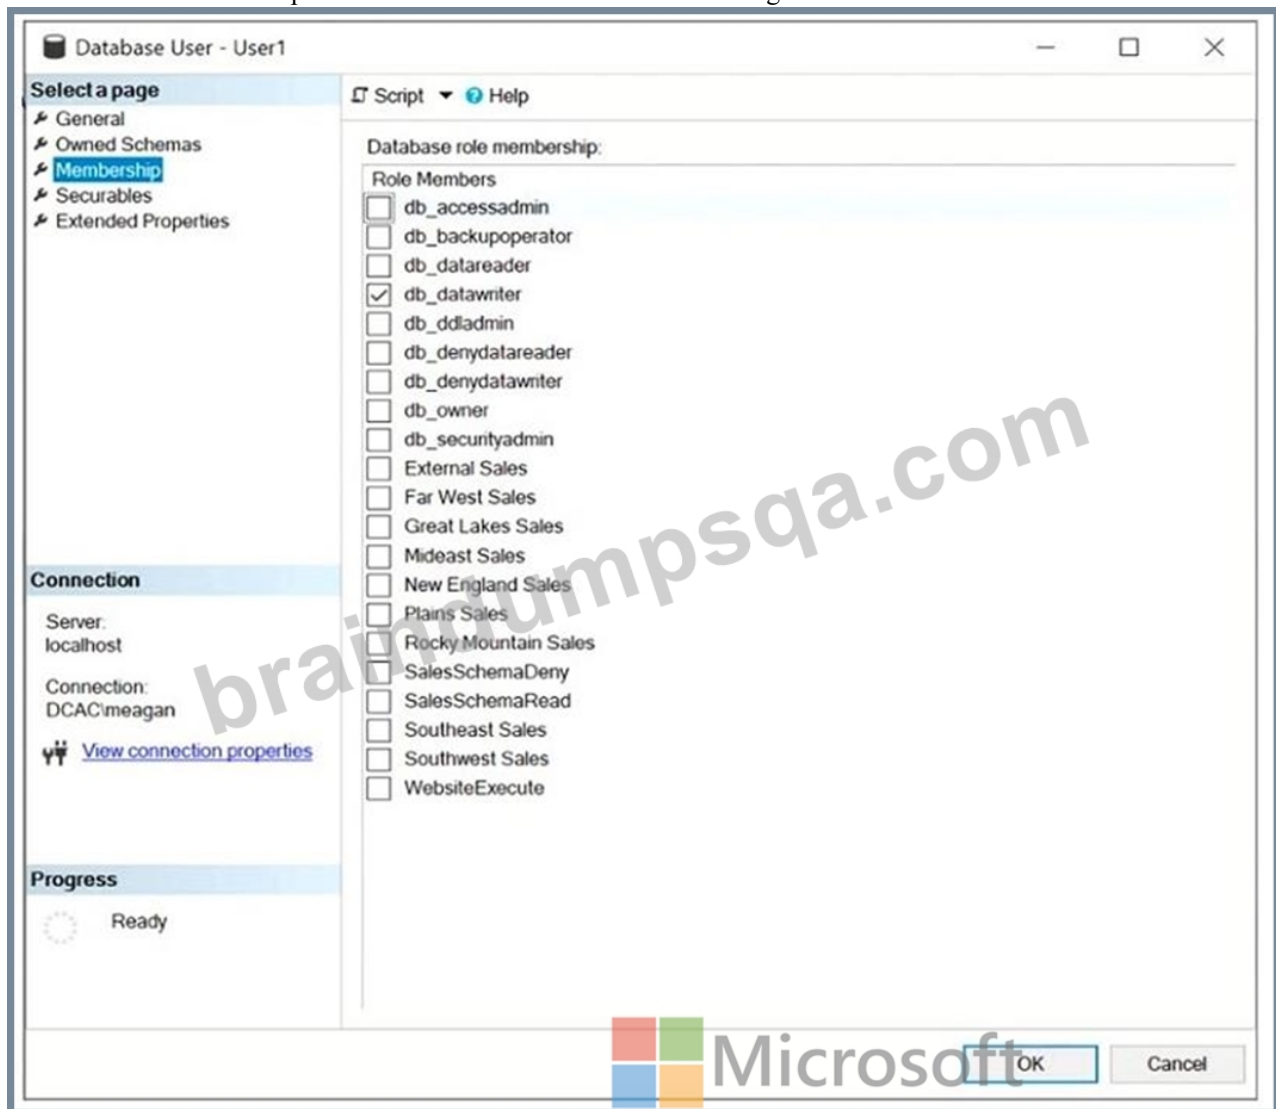 Database User - User1
Select a page
General
Owned Schemas
Membership
Securables
Extended Properties
Script
Help
Database role membership:
Role Members
db_accessadmin
db_backupoperator
db_datareader
db_datawriter
db_ddladmin
db_denydatareader
db_denydatawriter
db_owner
db_securityadmin
External Sales
Far West Sales
Great Lakes Sales
Mideast Sales
New England Sales
Plains Sales
Rocky Mountain Sales
SalesSchemaDeny
SalesSchemaRead
Southeast Sales
Southwest Sales
WebsiteExecute
Connection
Server:
localhost
Connection:
DCAC\meagan
View connection properties
Progress
Ready
braindumpsqa.com
Microsoft
OK
Cancel